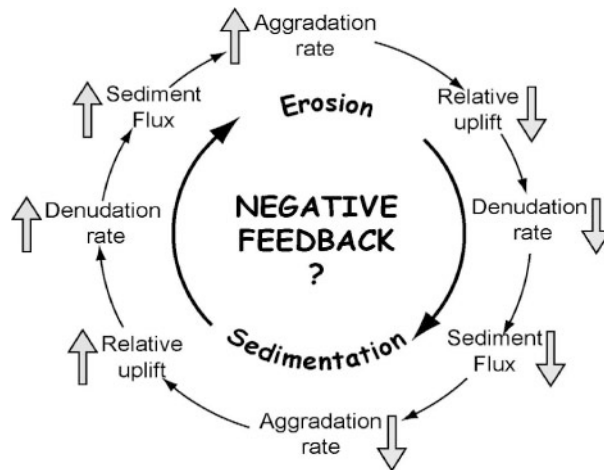 Aggradation
rate
Relative
uplift
Denudation
rate
Sediment
Flux
Aggradation
rate
Relative
uplift
Denudation
rate
Sediment
Flux
Erosion
NEGATIVE
FEEDBACK
?
Sedimentation